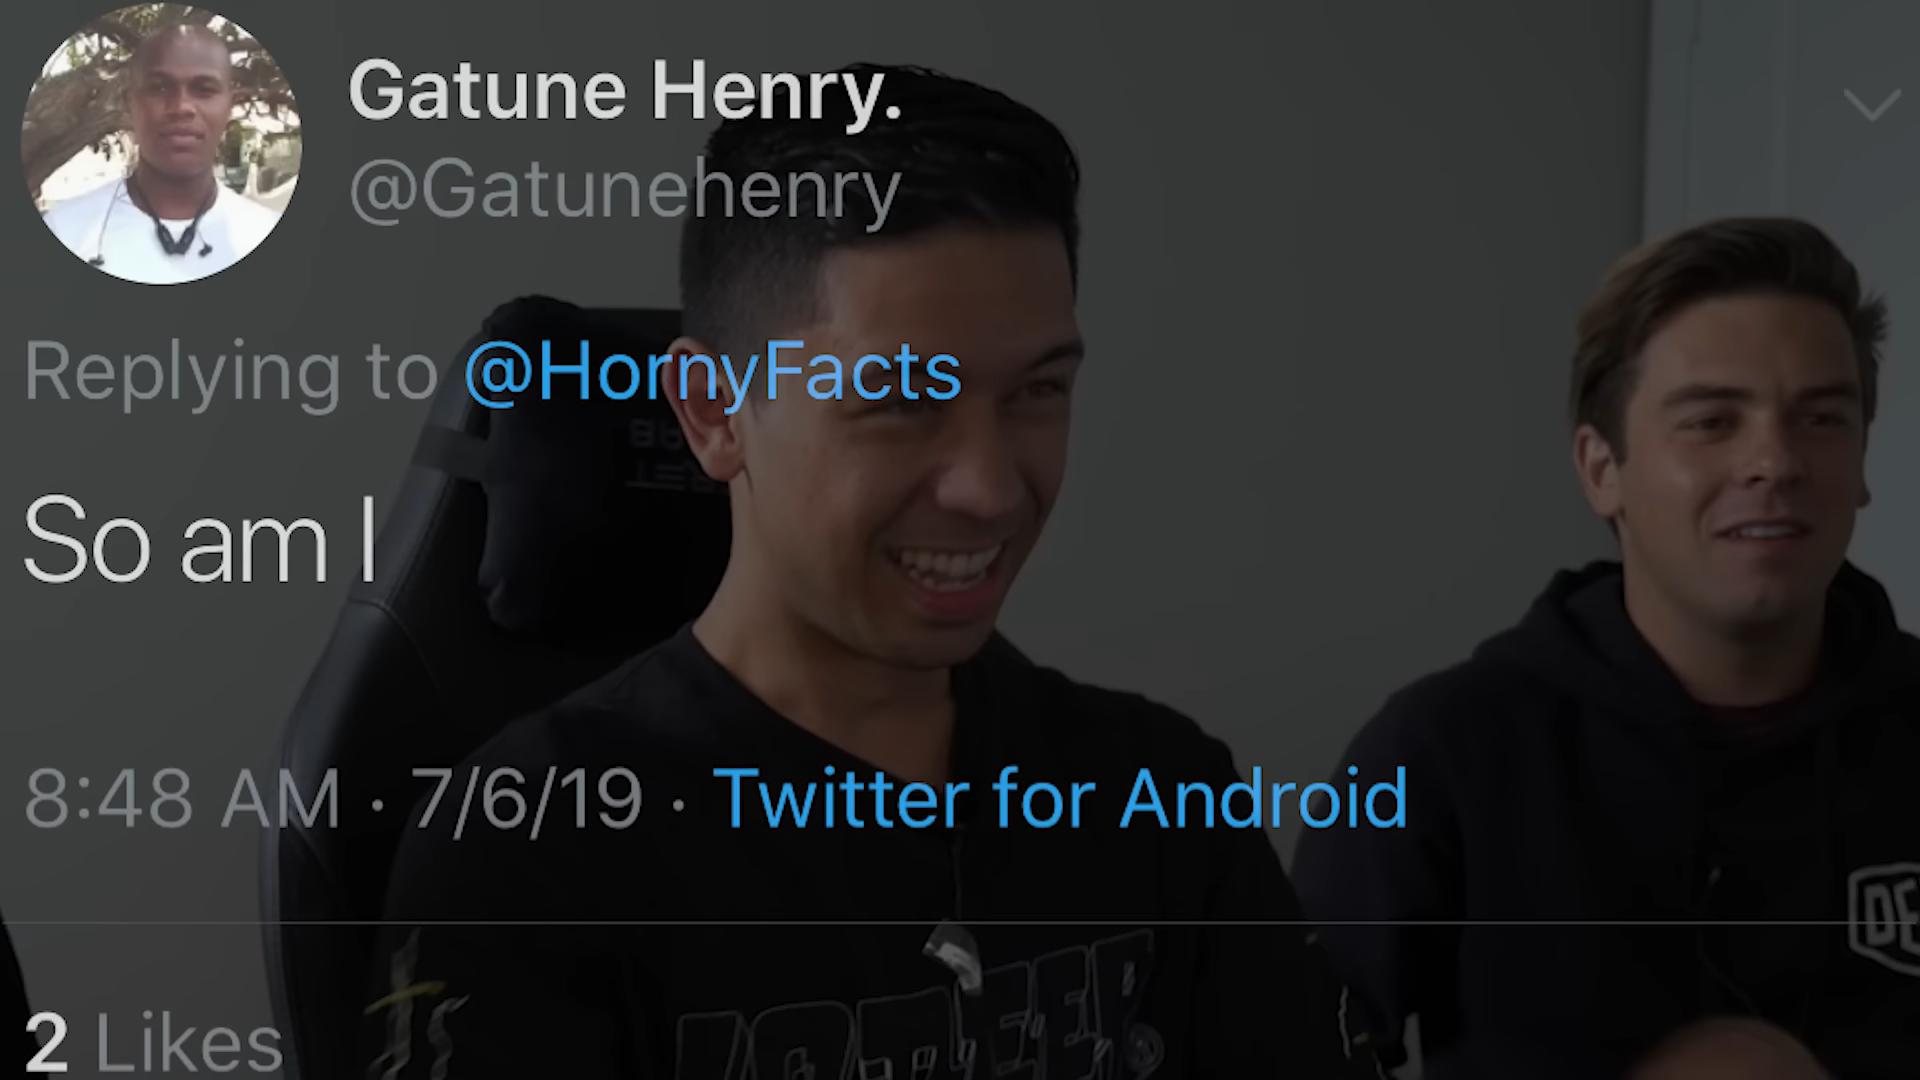 Gatune Henry.
@Gatunehenry
Replying to @HornyFacts
So am I
8:48 AM · 7/6/19 · Twitter for Android
DE
2 Likes